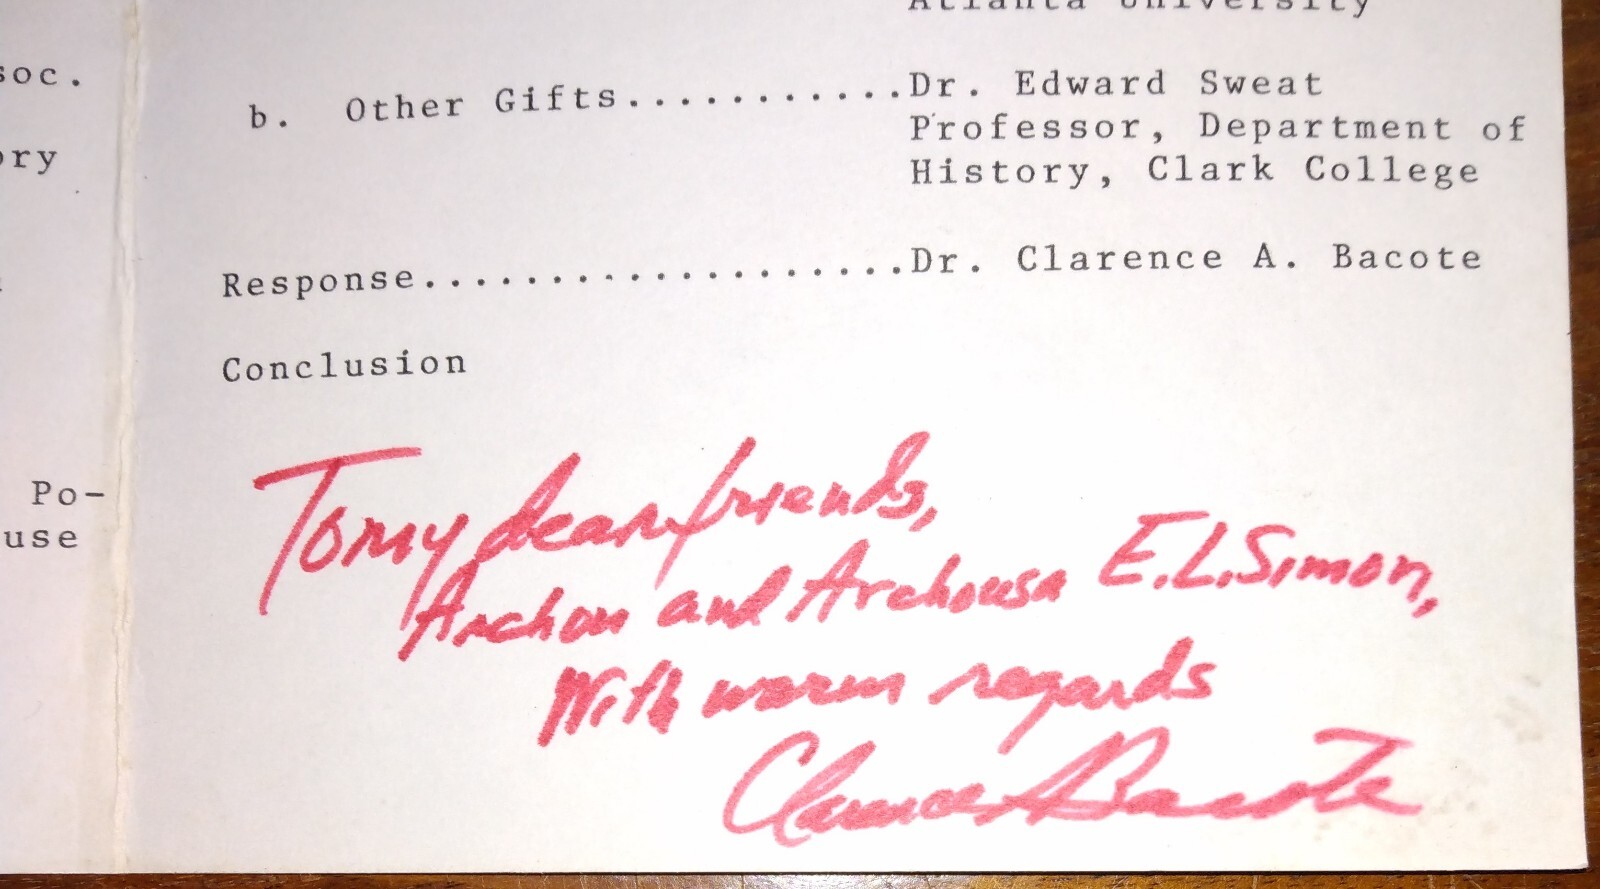 soc.
ory
Po-
use
Atlanta University
b. Other Gifts...........Dr. Edward Sweat
Professor, Department of
History, Clark College
Response...................Dr. Clarence A. Bacote
Conclusion
To my dear friends,
Archon and Archousa E.L. Simon,
With warm regards
Clarence A Bacote